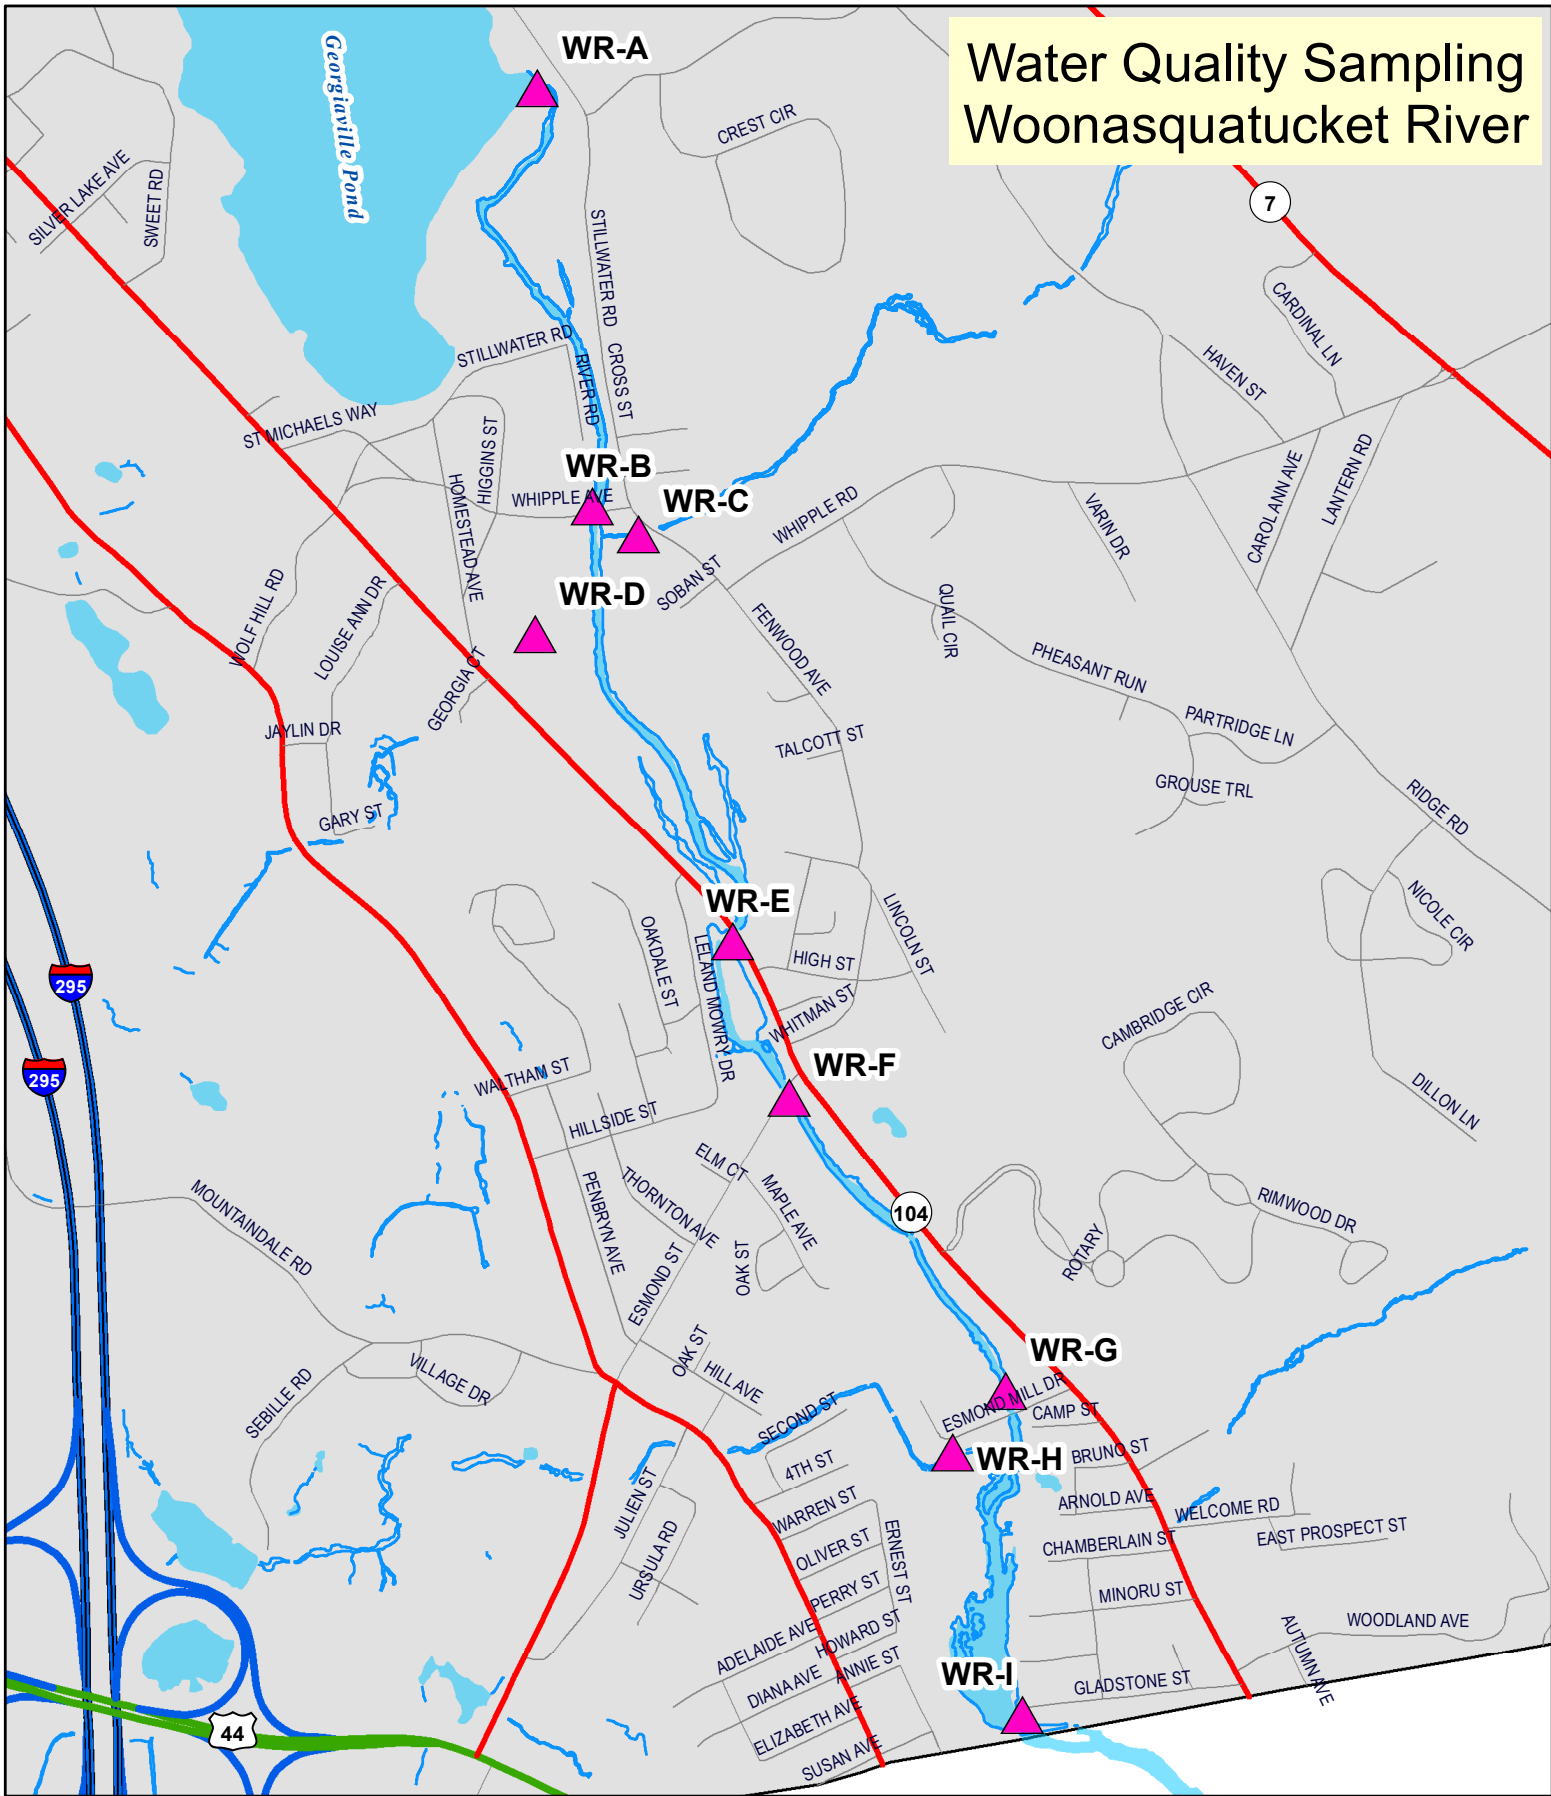 Water Quality Sampling
Woonasquatucket River
WR-A
Georgiaville Pond
CREST CIR
7
SILVER LAKE AVE
SWEET RD
STILLWATER RD
CARDINAL LN
STILLWATER RD
RIVER RD
CROSS ST
HAVEN ST
ST MICHAELS WAY
HIGGINS ST
HOMESTEAD AVE
WR-B
WHIPPLE AVE
WR-C
WHIPPLE RD
VARIN DR
CAROL ANN AVE
LANTERN RD
WR-D
SOBAN ST
WOLF HILL RD
LOUISE ANN DR
GEORGIA CT
FENWOOD AVE
QUAIL CIR
PHEASANT RUN
PARTRIDGE LN
JAYLIN DR
TALCOTT ST
GROUSE TRL
GARY ST
RIDGE RD
WR-E
OAKDALE ST
LELAND MOWRY DR
LINCOLN ST
HIGH ST
NICOLE CIR
295
WHITMAN ST
CAMBRIDGE CIR
295
WALTHAM ST
WR-F
DILLON LN
HILLSIDE ST
ELM CT
MAPLE AVE
THORNTON AVE
PENBRYN AVE
MOUNTAINDALE RD
104
RIMWOOD DR
ROTARY
OAK ST
ESMOND ST
OAK ST
WR-G
HILL AVE
VILLAGE DR
SEBILLE RD
SECOND ST
ESMOND MILL DR
CAMP ST
WR-H
BRUNO ST
4TH ST
ARNOLD AVE
WELCOME RD
JULIEN ST
WARREN ST
EAST PROSPECT ST
CHAMBERLAIN ST
OLIVER ST
ERNEST ST
URSULA RD
PERRY ST
MINORU ST
WOODLAND AVE
AUTUMN AVE
ADELAIDE AVE
HOWARD ST
ANNIE ST
WR-I
GLADSTONE ST
DIANA AVE
ELIZABETH AVE
SUSAN AVE
44